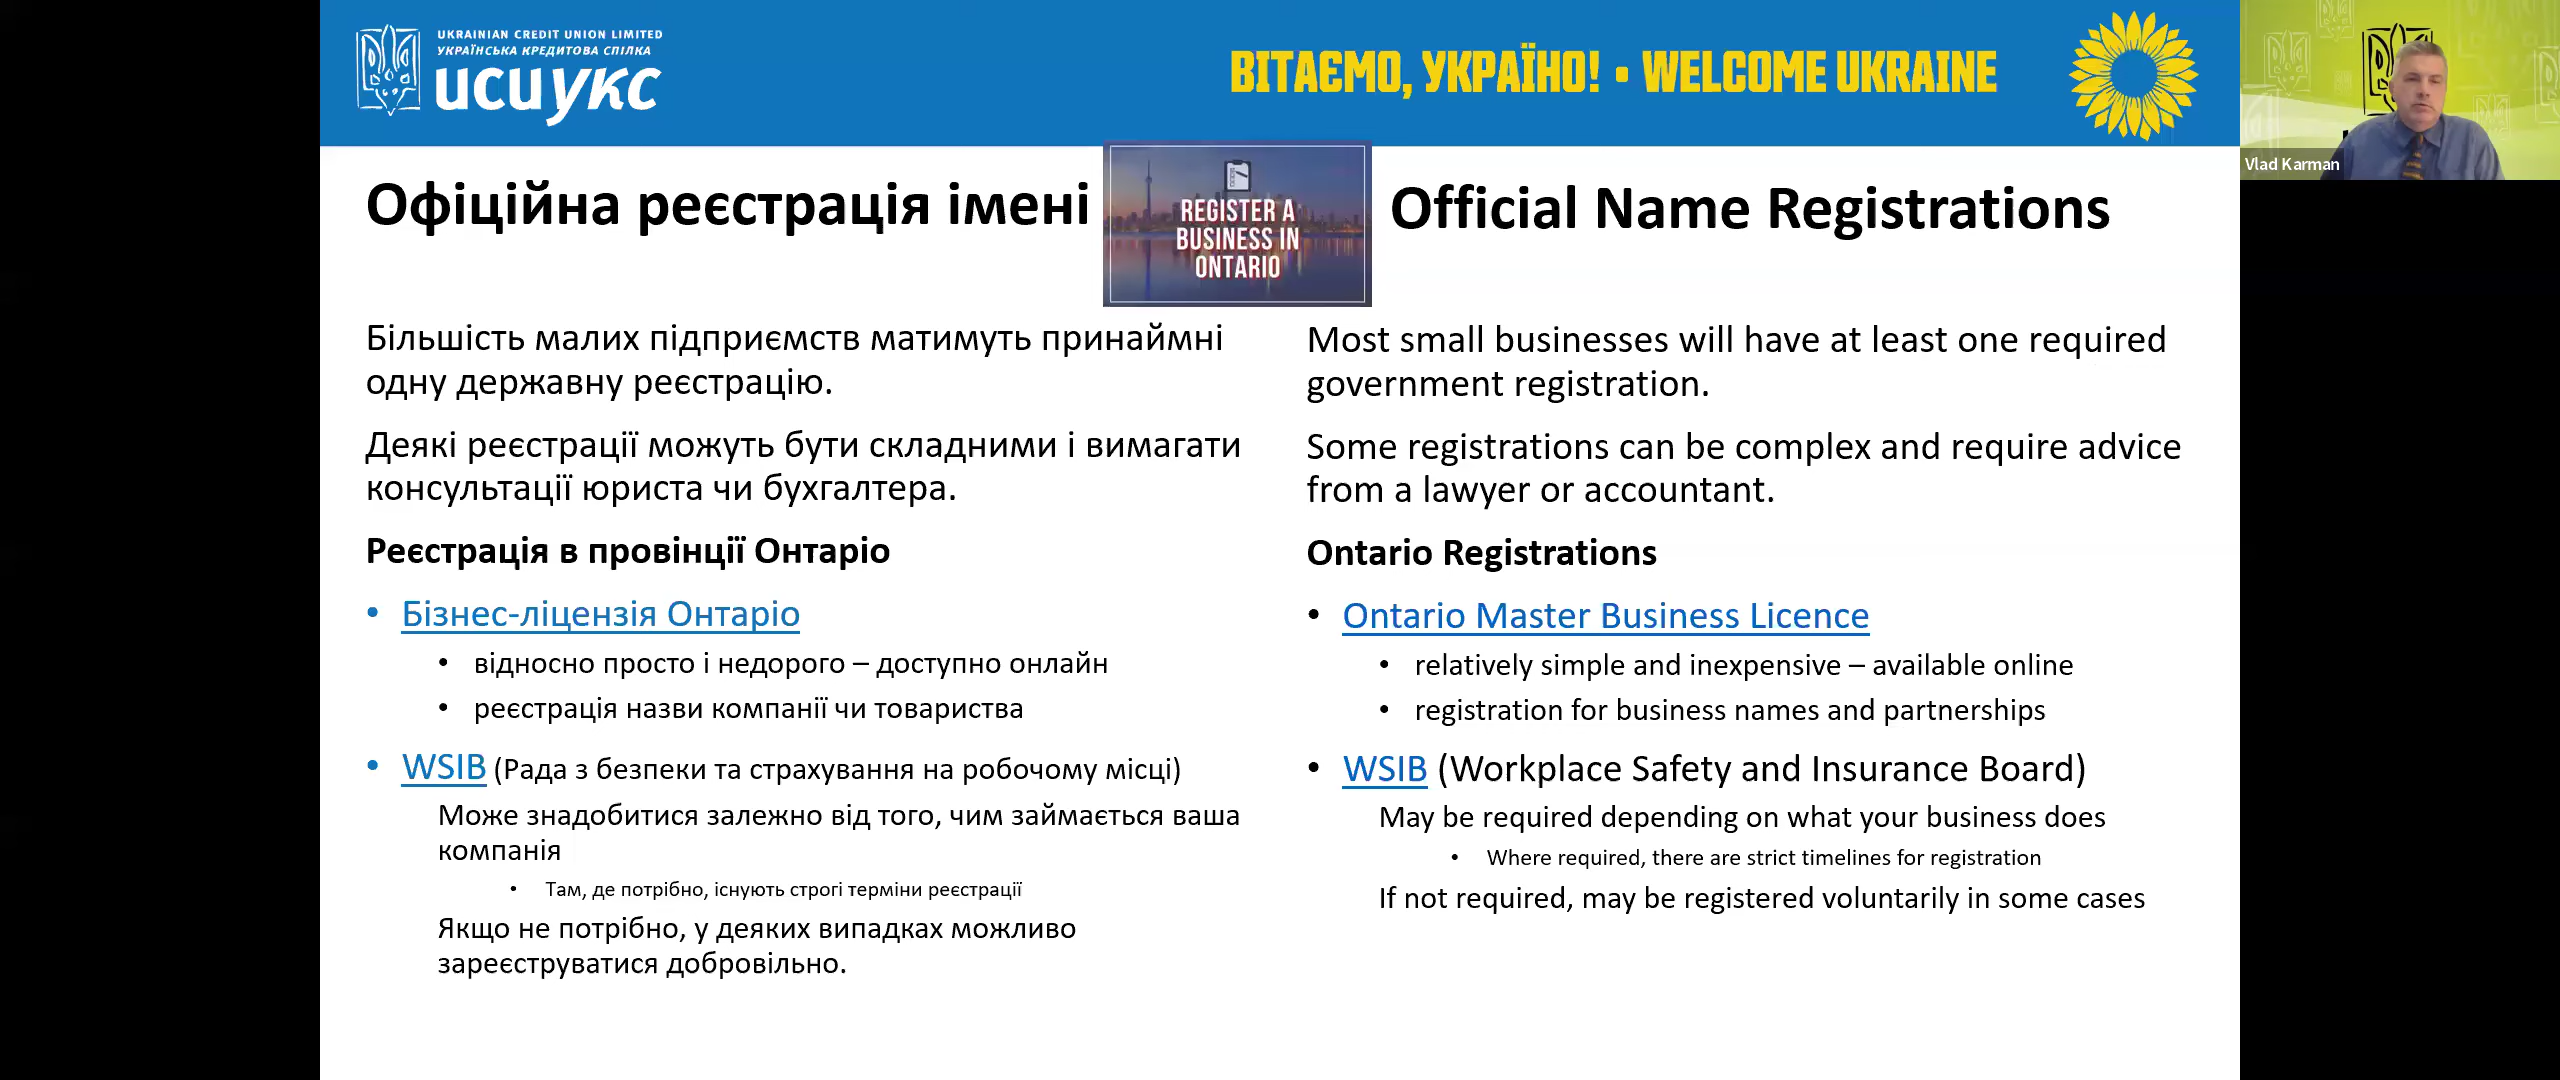 UKRAINIAN CREDIT UNION LIMITED
УКРАЇНСЬКА КРЕДИТОВА СПІЛКА
ucuукс
ВІТАЄМО, УКРАЇНО! • WELCOME UKRAINE
Vlad Karman
Офіційна реєстрація імені
REGISTER A
BUSINESS IN
ONTARIO
Official Name Registrations
Більшість малих підприємств матимуть принаймні
одну державну реєстрацію.
Деякі реєстрації можуть бути складними і вимагати
консультації юриста чи бухгалтера.
Реєстрація в провінції Онтаріо
• Бізнес-ліцензія Онтаріо
• відносно просто і недорого – доступно онлайн
• реєстрація назви компанії чи товариства
• WSIB (Рада з безпеки та страхування на робочому місці)
Може знадобитися залежно від того, чим займається ваша
компанія
• Там, де потрібно, існують строгі терміни реєстрації
Якщо не потрібно, у деяких випадках можливо
зареєструватися добровільно.
Most small businesses will have at least one required
government registration.
Some registrations can be complex and require advice
from a lawyer or accountant.
Ontario Registrations
• Ontario Master Business Licence
• relatively simple and inexpensive – available online
• registration for business names and partnerships
• WSIB (Workplace Safety and Insurance Board)
May be required depending on what your business does
• Where required, there are strict timelines for registration
If not required, may be registered voluntarily in some cases